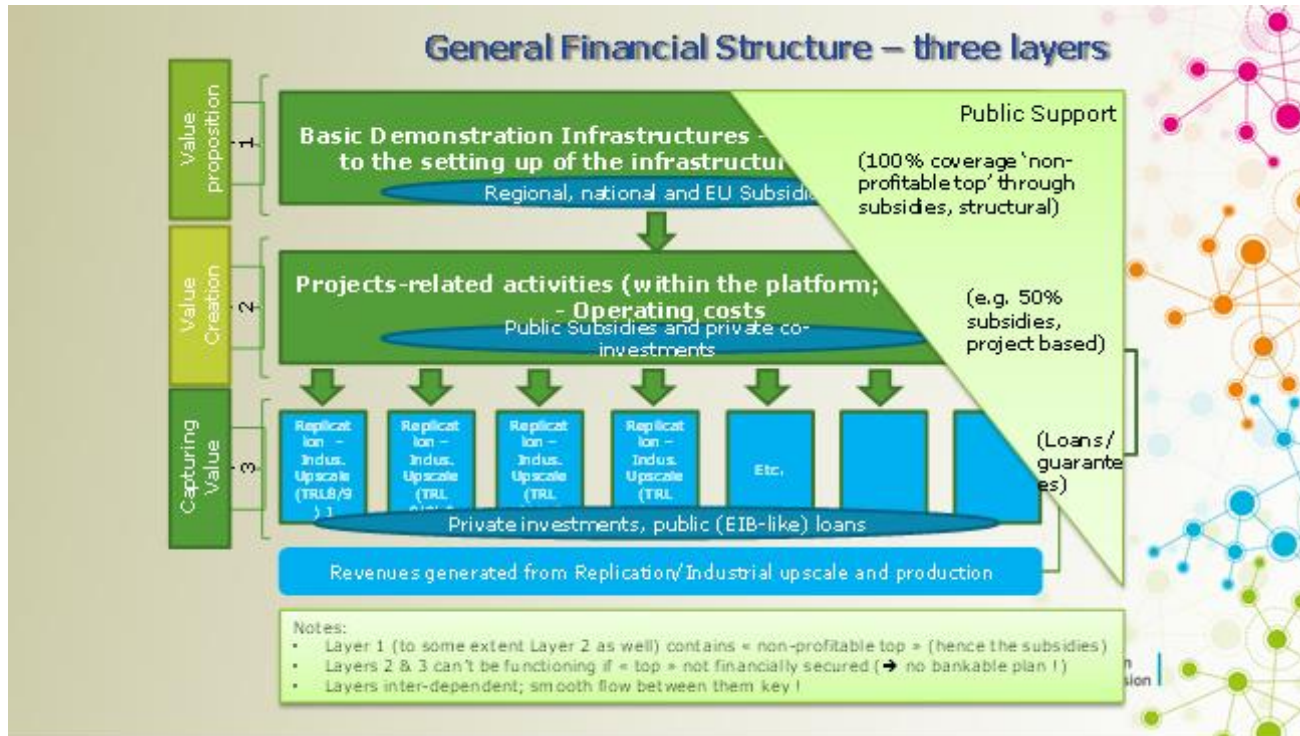 General Financial Structure – three layers
Value
proposition
1
Basic Demonstration Infrastructures –
to the setting up of the infrastructur
Regional, national and EU Subsidi
Public Support
(100% coverage 'non-
profitable top' through
subsidies, structural)
Value
Creation
2
Projects-related activities (within the platform;
- Operating costs
Public Subsidies and private co-
investments
(e.g. 50%
subsidies,
project based)
Capturing
Value
3
Replicat
ion –
Indus.
Upscale
(TRL8/9
) 1
Replicat
ion –
Indus.
Upscale
(TRL
Replicat
ion –
Indus.
Upscale
(TRL
Replicat
ion –
Indus.
Upscale
(TRL
Etc.
(Loans/
guarante
es)
Private investments, public (EIB-like) loans
Revenues generated from Replication/Industrial upscale and production
Notes:
• Layer 1 (to some extent Layer 2 as well) contains « non-profitable top » (hence the subsidies)
• Layers 2 & 3 can't be functioning if « top » not financially secured (➔ no bankable plan !)
• Layers inter-dependent; smooth flow between them key !
n
sion